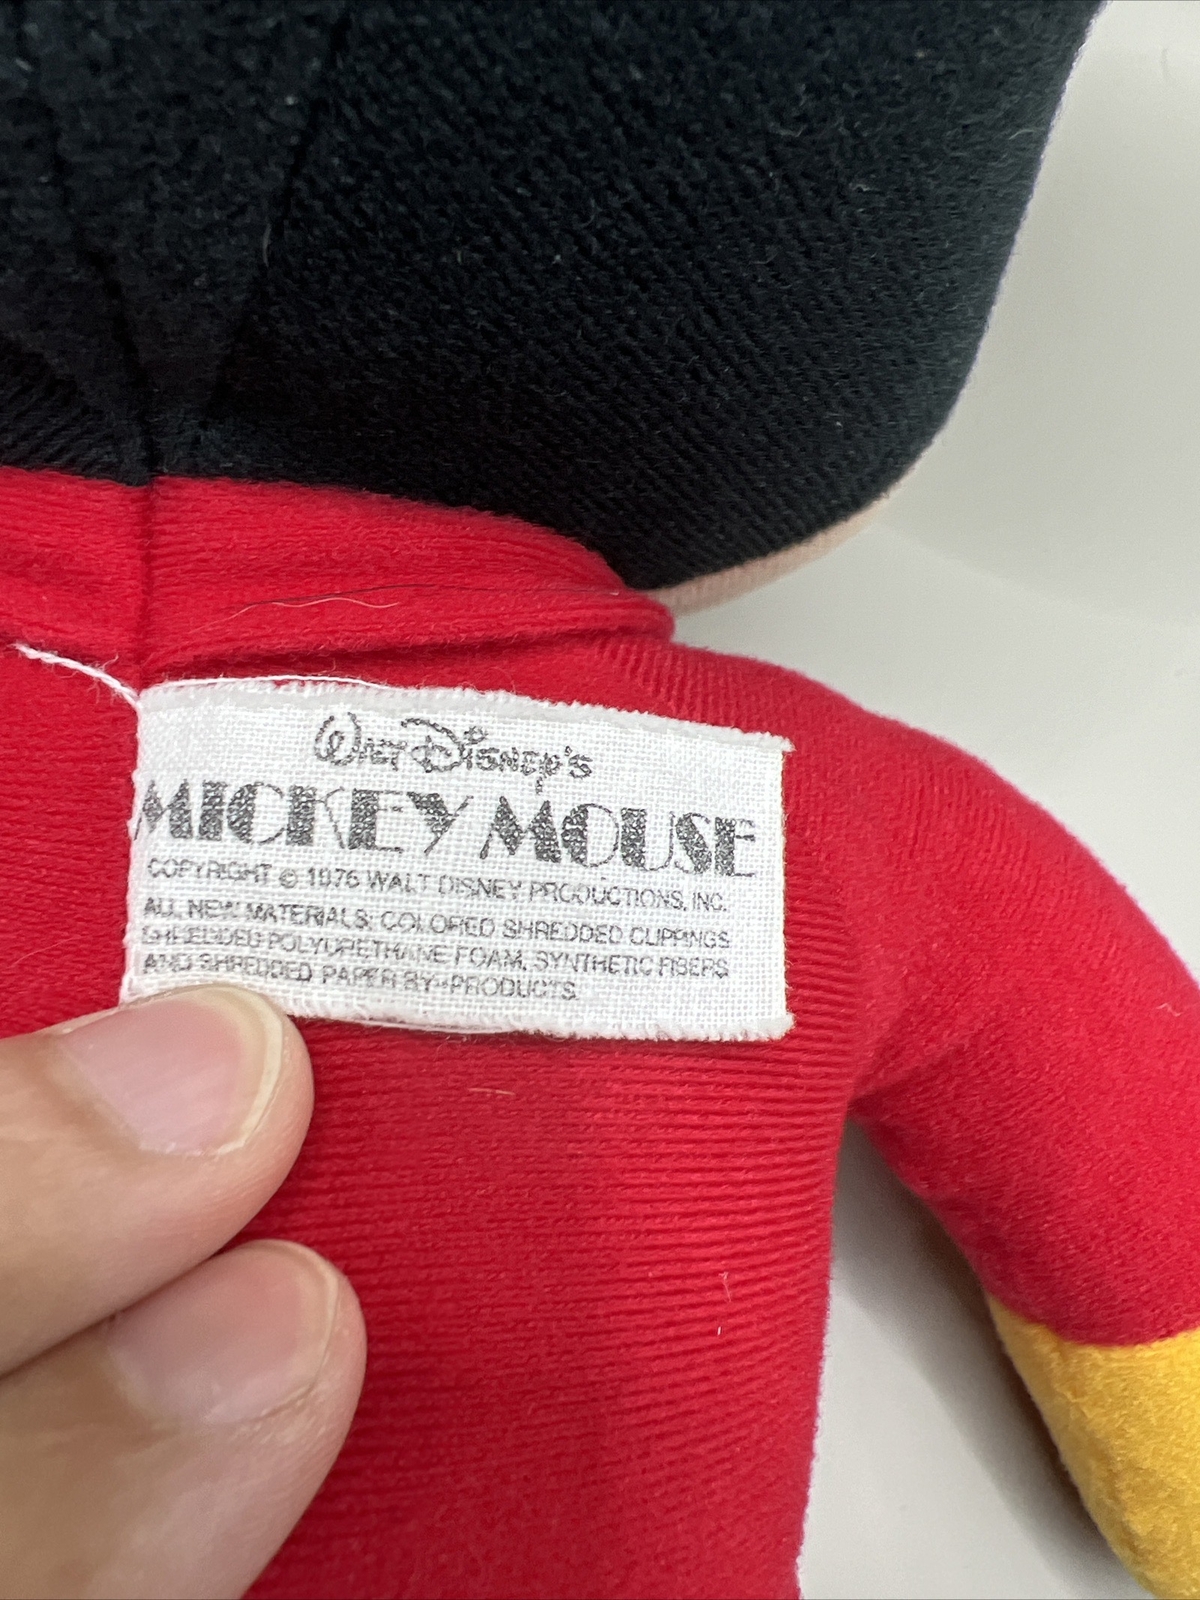 Walt Disney's
MICKEY MOUSE
COPYRIGHT © 1976 WALT DISNEY PRODUCTIONS, INC.
ALL NEW MATERIALS: COLORED SHREDDED CLIPPINGS
SHREDDED POLYURETHANE FOAM, SYNTHETIC FIBERS
AND SHREDDED PAPER BY-PRODUCTS